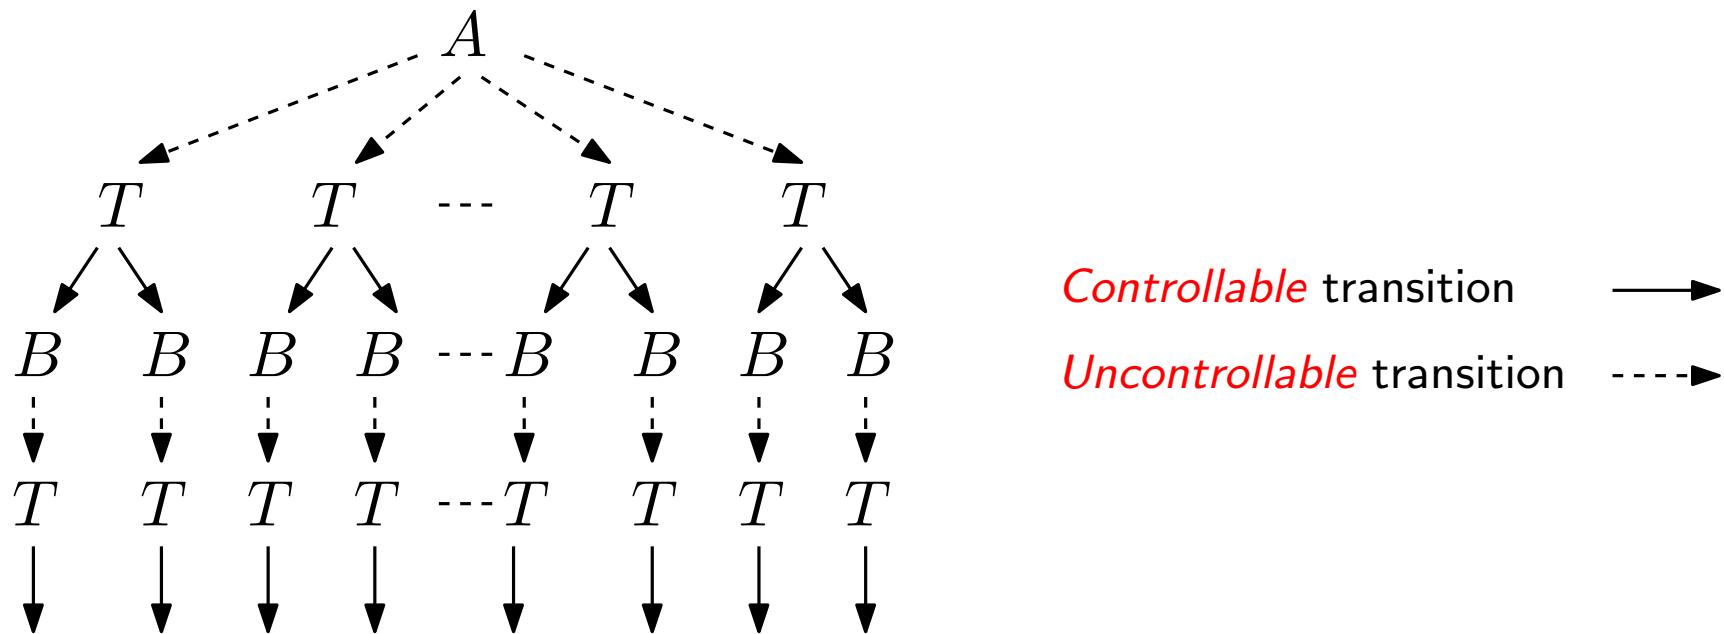 A
T T T T
B B B B B B B B
T T T T T T T T
Controllable transition
Uncontrollable transition